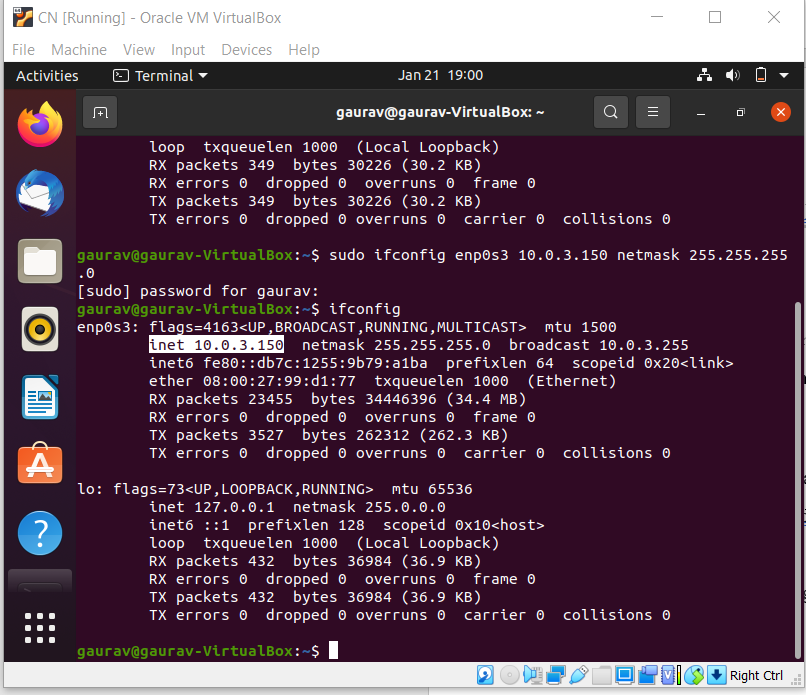 CN [Running] - Oracle VM VirtualBox
File Machine View Input Devices Help
Activities Terminal Jan 21 19:00
gaurav@gaurav-VirtualBox: ~
loop txqueuelen 1000 (Local Loopback)
RX packets 349 bytes 30226 (30.2 KB)
RX errors 0 dropped 0 overruns 0 frame 0
TX packets 349 bytes 30226 (30.2 KB)
TX errors 0 dropped 0 overruns 0 carrier 0 collisions 0
gaurav@gaurav-VirtualBox:~$ sudo ifconfig enp0s3 10.0.3.150 netmask 255.255.255
.0
[sudo] password for gaurav:
gaurav@gaurav-VirtualBox:~$ ifconfig
enp0s3: flags=4163<UP,BROADCAST,RUNNING,MULTICAST> mtu 1500
inet 10.0.3.150 netmask 255.255.255.0 broadcast 10.0.3.255
inet6 fe80::db7c:1255:9b79:a1ba prefixlen 64 scopeid 0x20<link>
ether 08:00:27:99:d1:77 txqueuelen 1000 (Ethernet)
RX packets 23455 bytes 34446396 (34.4 MB)
RX errors 0 dropped 0 overruns 0 frame 0
TX packets 3527 bytes 262312 (262.3 KB)
TX errors 0 dropped 0 overruns 0 carrier 0 collisions 0
lo: flags=73<UP,LOOPBACK,RUNNING> mtu 65536
inet 127.0.0.1 netmask 255.0.0.0
inet6 ::1 prefixlen 128 scopeid 0x10<host>
loop txqueuelen 1000 (Local Loopback)
RX packets 432 bytes 36984 (36.9 KB)
RX errors 0 dropped 0 overruns 0 frame 0
TX packets 432 bytes 36984 (36.9 KB)
TX errors 0 dropped 0 overruns 0 carrier 0 collisions 0
gaurav@gaurav-VirtualBox:~$
Right Ctrl